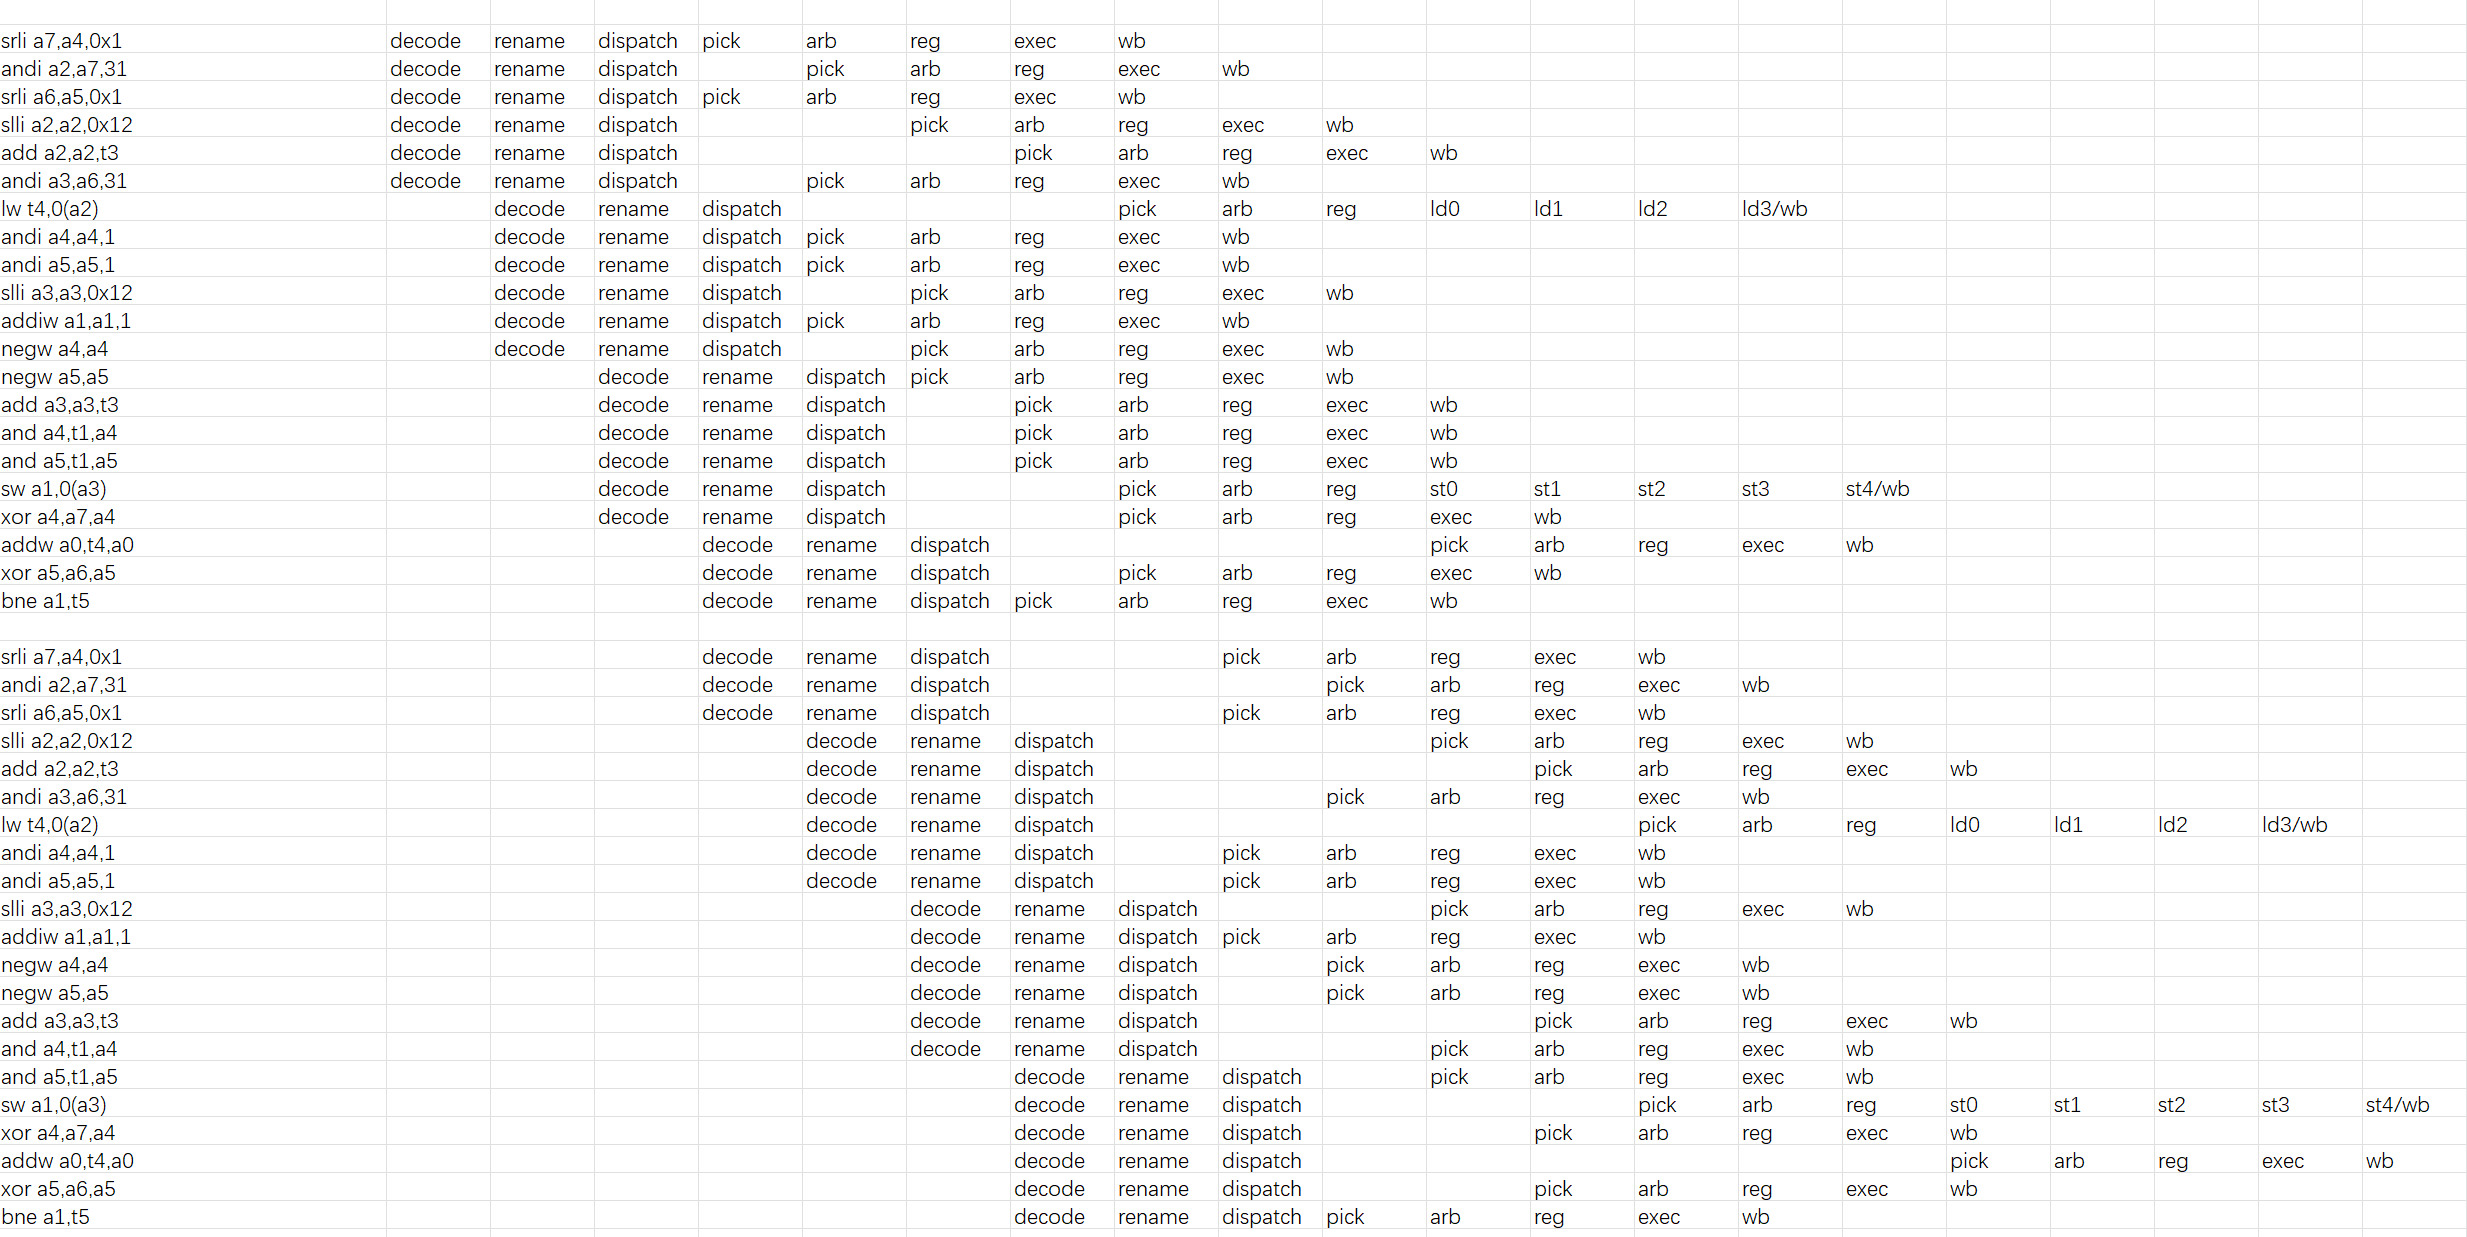 srli a7,a4,0x1 decode rename dispatch pick arb reg exec wb
andi a2,a7,31 decode rename dispatch pick arb reg exec wb
srli a6,a5,0x1 decode rename dispatch pick arb reg exec wb
slli a2,a2,0x12 decode rename dispatch pick arb reg exec wb
add a2,a2,t3 decode rename dispatch pick arb reg exec wb
andi a3,a6,31 decode rename dispatch pick arb reg exec wb
lw t4,0(a2) decode rename dispatch pick arb reg ld0 ld1 ld2 ld3/wb
andi a4,a4,1 decode rename dispatch pick arb reg exec wb
andi a5,a5,1 decode rename dispatch pick arb reg exec wb
slli a3,a3,0x12 decode rename dispatch pick arb reg exec wb
addiw a1,a1,1 decode rename dispatch pick arb reg exec wb
negw a4,a4 decode rename dispatch pick arb reg exec wb
negw a5,a5 decode rename dispatch pick arb reg exec wb
add a3,a3,t3 decode rename dispatch pick arb reg exec wb
and a4,t1,a4 decode rename dispatch pick arb reg exec wb
and a5,t1,a5 decode rename dispatch pick arb reg exec wb
sw a1,0(a3) decode rename dispatch pick arb reg st0 st1 st2 st3 st4/wb
xor a4,a7,a4 decode rename dispatch pick arb reg exec wb
addw a0,t4,a0 decode rename dispatch pick arb reg exec wb
xor a5,a6,a5 decode rename dispatch pick arb reg exec wb
bne a1,t5 decode rename dispatch pick arb reg exec wb
srli a7,a4,0x1 decode rename dispatch pick arb reg exec wb
andi a2,a7,31 decode rename dispatch pick arb reg exec wb
srli a6,a5,0x1 decode rename dispatch pick arb reg exec wb
slli a2,a2,0x12 decode rename dispatch pick arb reg exec wb
add a2,a2,t3 decode rename dispatch pick arb reg exec wb
andi a3,a6,31 decode rename dispatch pick arb reg exec wb
lw t4,0(a2) decode rename dispatch pick arb reg ld0 ld1 ld2 ld3/wb
andi a4,a4,1 decode rename dispatch pick arb reg exec wb
andi a5,a5,1 decode rename dispatch pick arb reg exec wb
slli a3,a3,0x12 decode rename dispatch pick arb reg exec wb
addiw a1,a1,1 decode rename dispatch pick arb reg exec wb
negw a4,a4 decode rename dispatch pick arb reg exec wb
negw a5,a5 decode rename dispatch pick arb reg exec wb
add a3,a3,t3 decode rename dispatch pick arb reg exec wb
and a4,t1,a4 decode rename dispatch pick arb reg exec wb
and a5,t1,a5 decode rename dispatch pick arb reg exec wb
sw a1,0(a3) decode rename dispatch pick arb reg st0 st1 st2 st3 st4/wb
xor a4,a7,a4 decode rename dispatch pick arb reg exec wb
addw a0,t4,a0 decode rename dispatch pick arb reg exec wb
xor a5,a6,a5 decode rename dispatch pick arb reg exec wb
bne a1,t5 decode rename dispatch pick arb reg exec wb